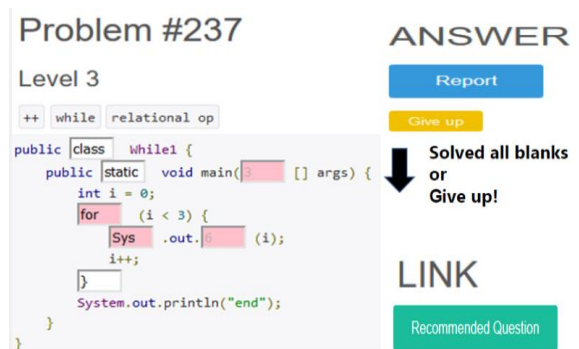 Problem #237
Level 3
++ while relational op
public class While1 {
public static void main( 3 [] args) {
int i = 0;
for (i < 3) {
Sys .out. 6 (i);
i++;
}
System.out.println("end");
}
}
ANSWER
Report
Give up
Solved all blanks
or
Give up!
LINK
Recommended Question